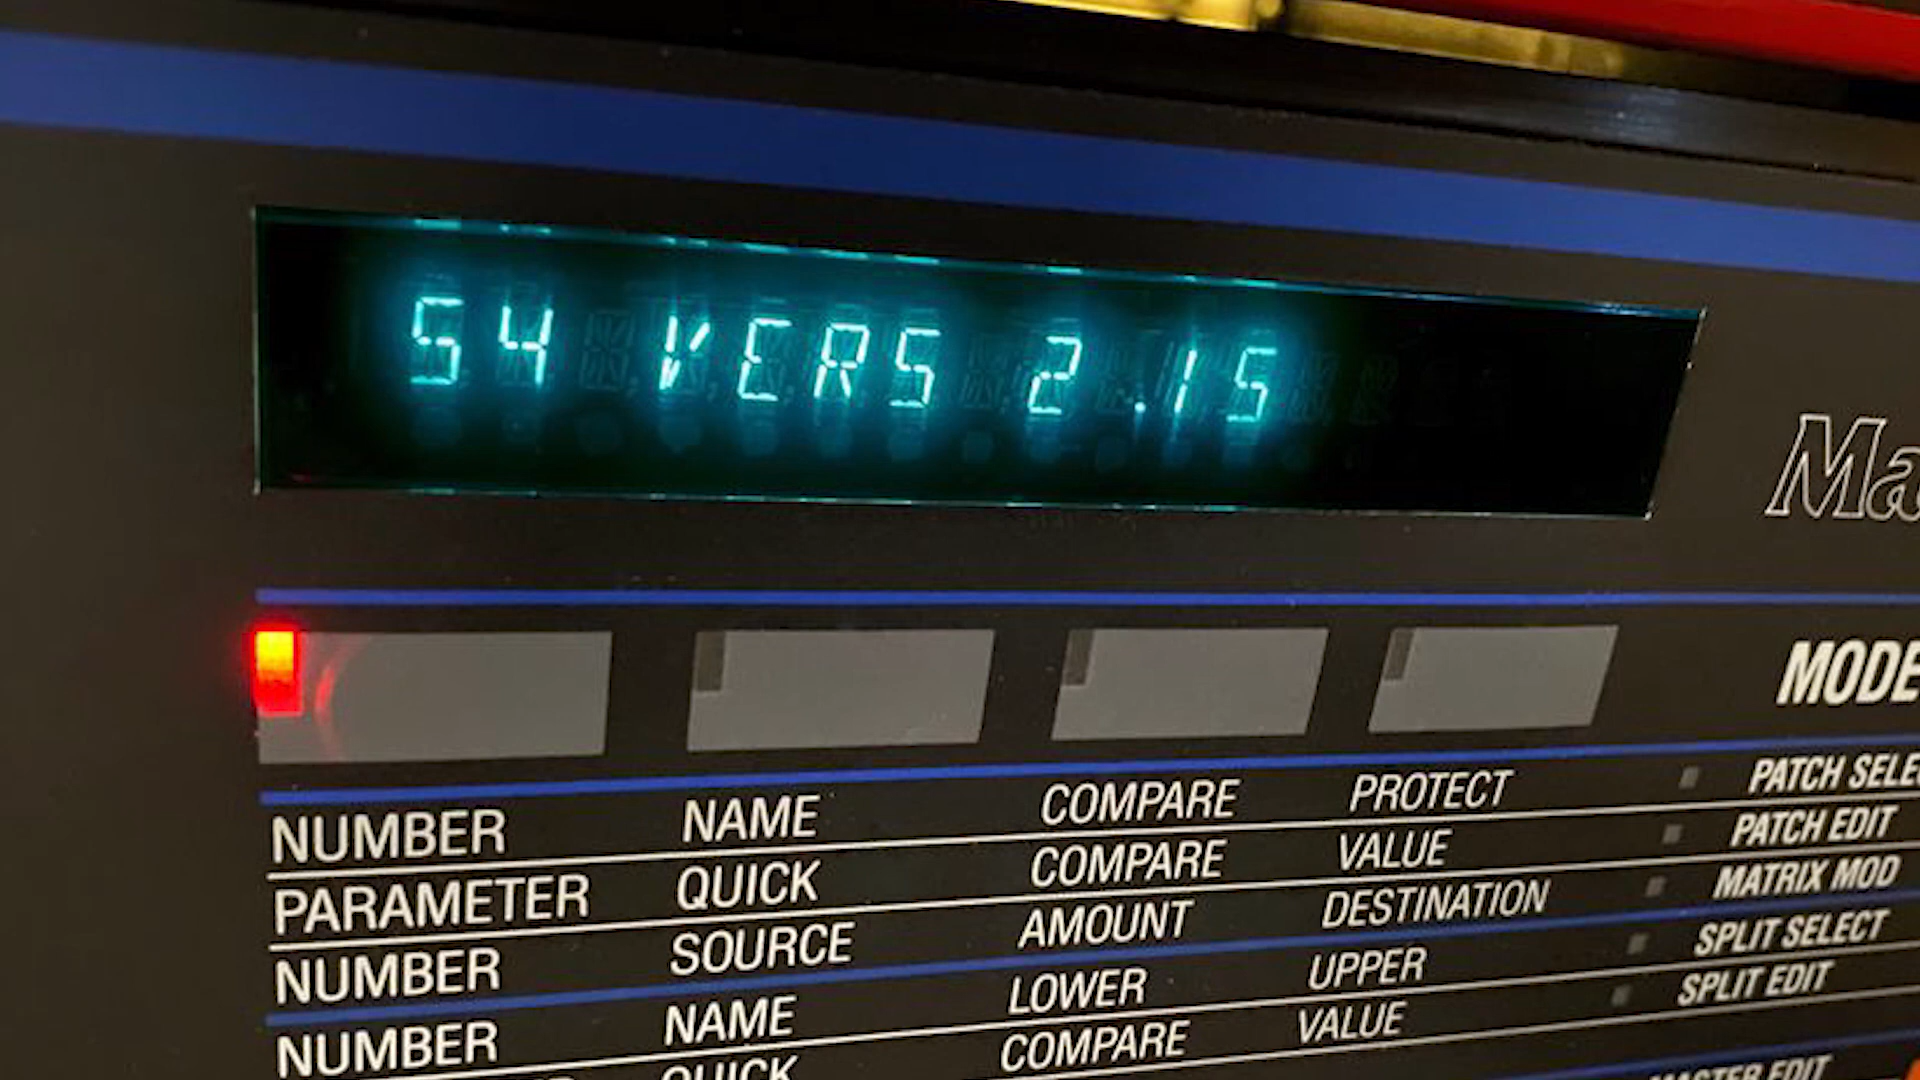 54 VERS 2.15
Ma
MODE
NUMBER NAME COMPARE PROTECT PATCH SELE
PARAMETER QUICK COMPARE VALUE PATCH EDIT
NUMBER SOURCE AMOUNT DESTINATION MATRIX MOD
NUMBER NAME LOWER UPPER SPLIT SELECT
QUICK COMPARE VALUE SPLIT EDIT
MASTER EDIT